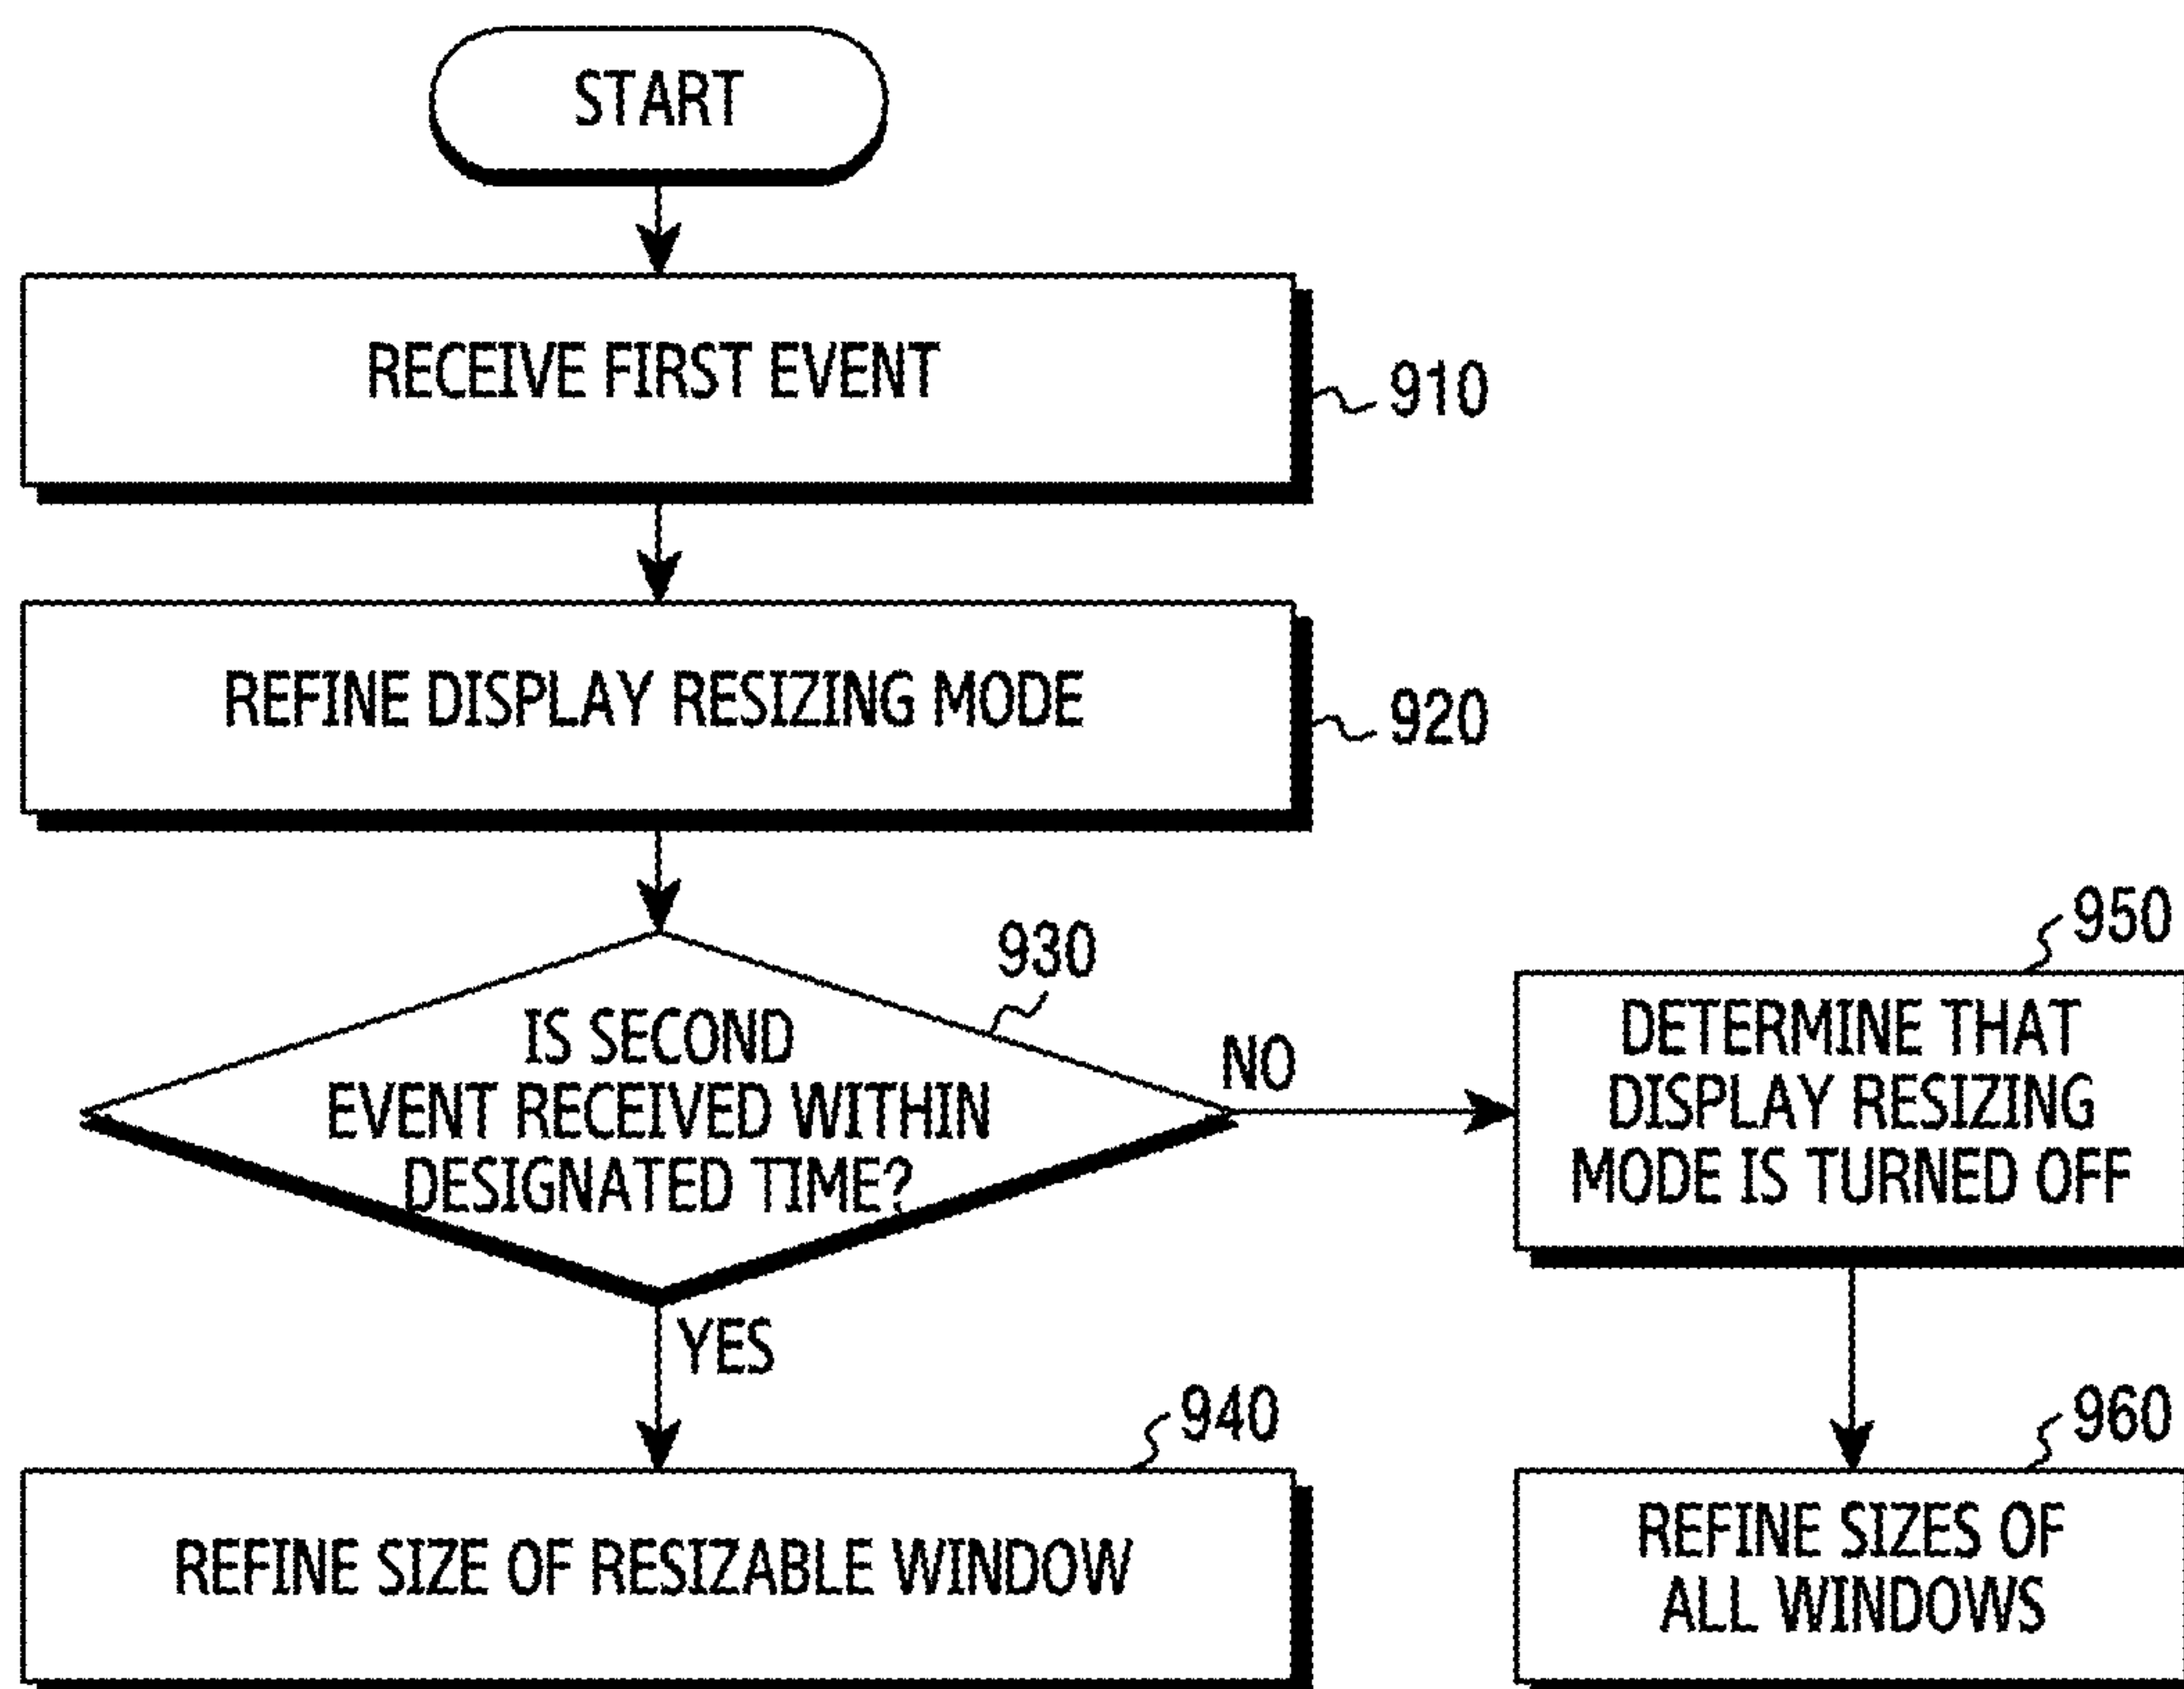 START
RECEIVE FIRST EVENT
910
REFINE DISPLAY RESIZING MODE
920
930
IS SECOND
EVENT RECEIVED WITHIN
DESIGNATED TIME?
NO
YES
950
DETERMINE THAT
DISPLAY RESIZING
MODE IS TURNED OFF
940
REFINE SIZE OF RESIZABLE WINDOW
960
REFINE SIZES OF
ALL WINDOWS